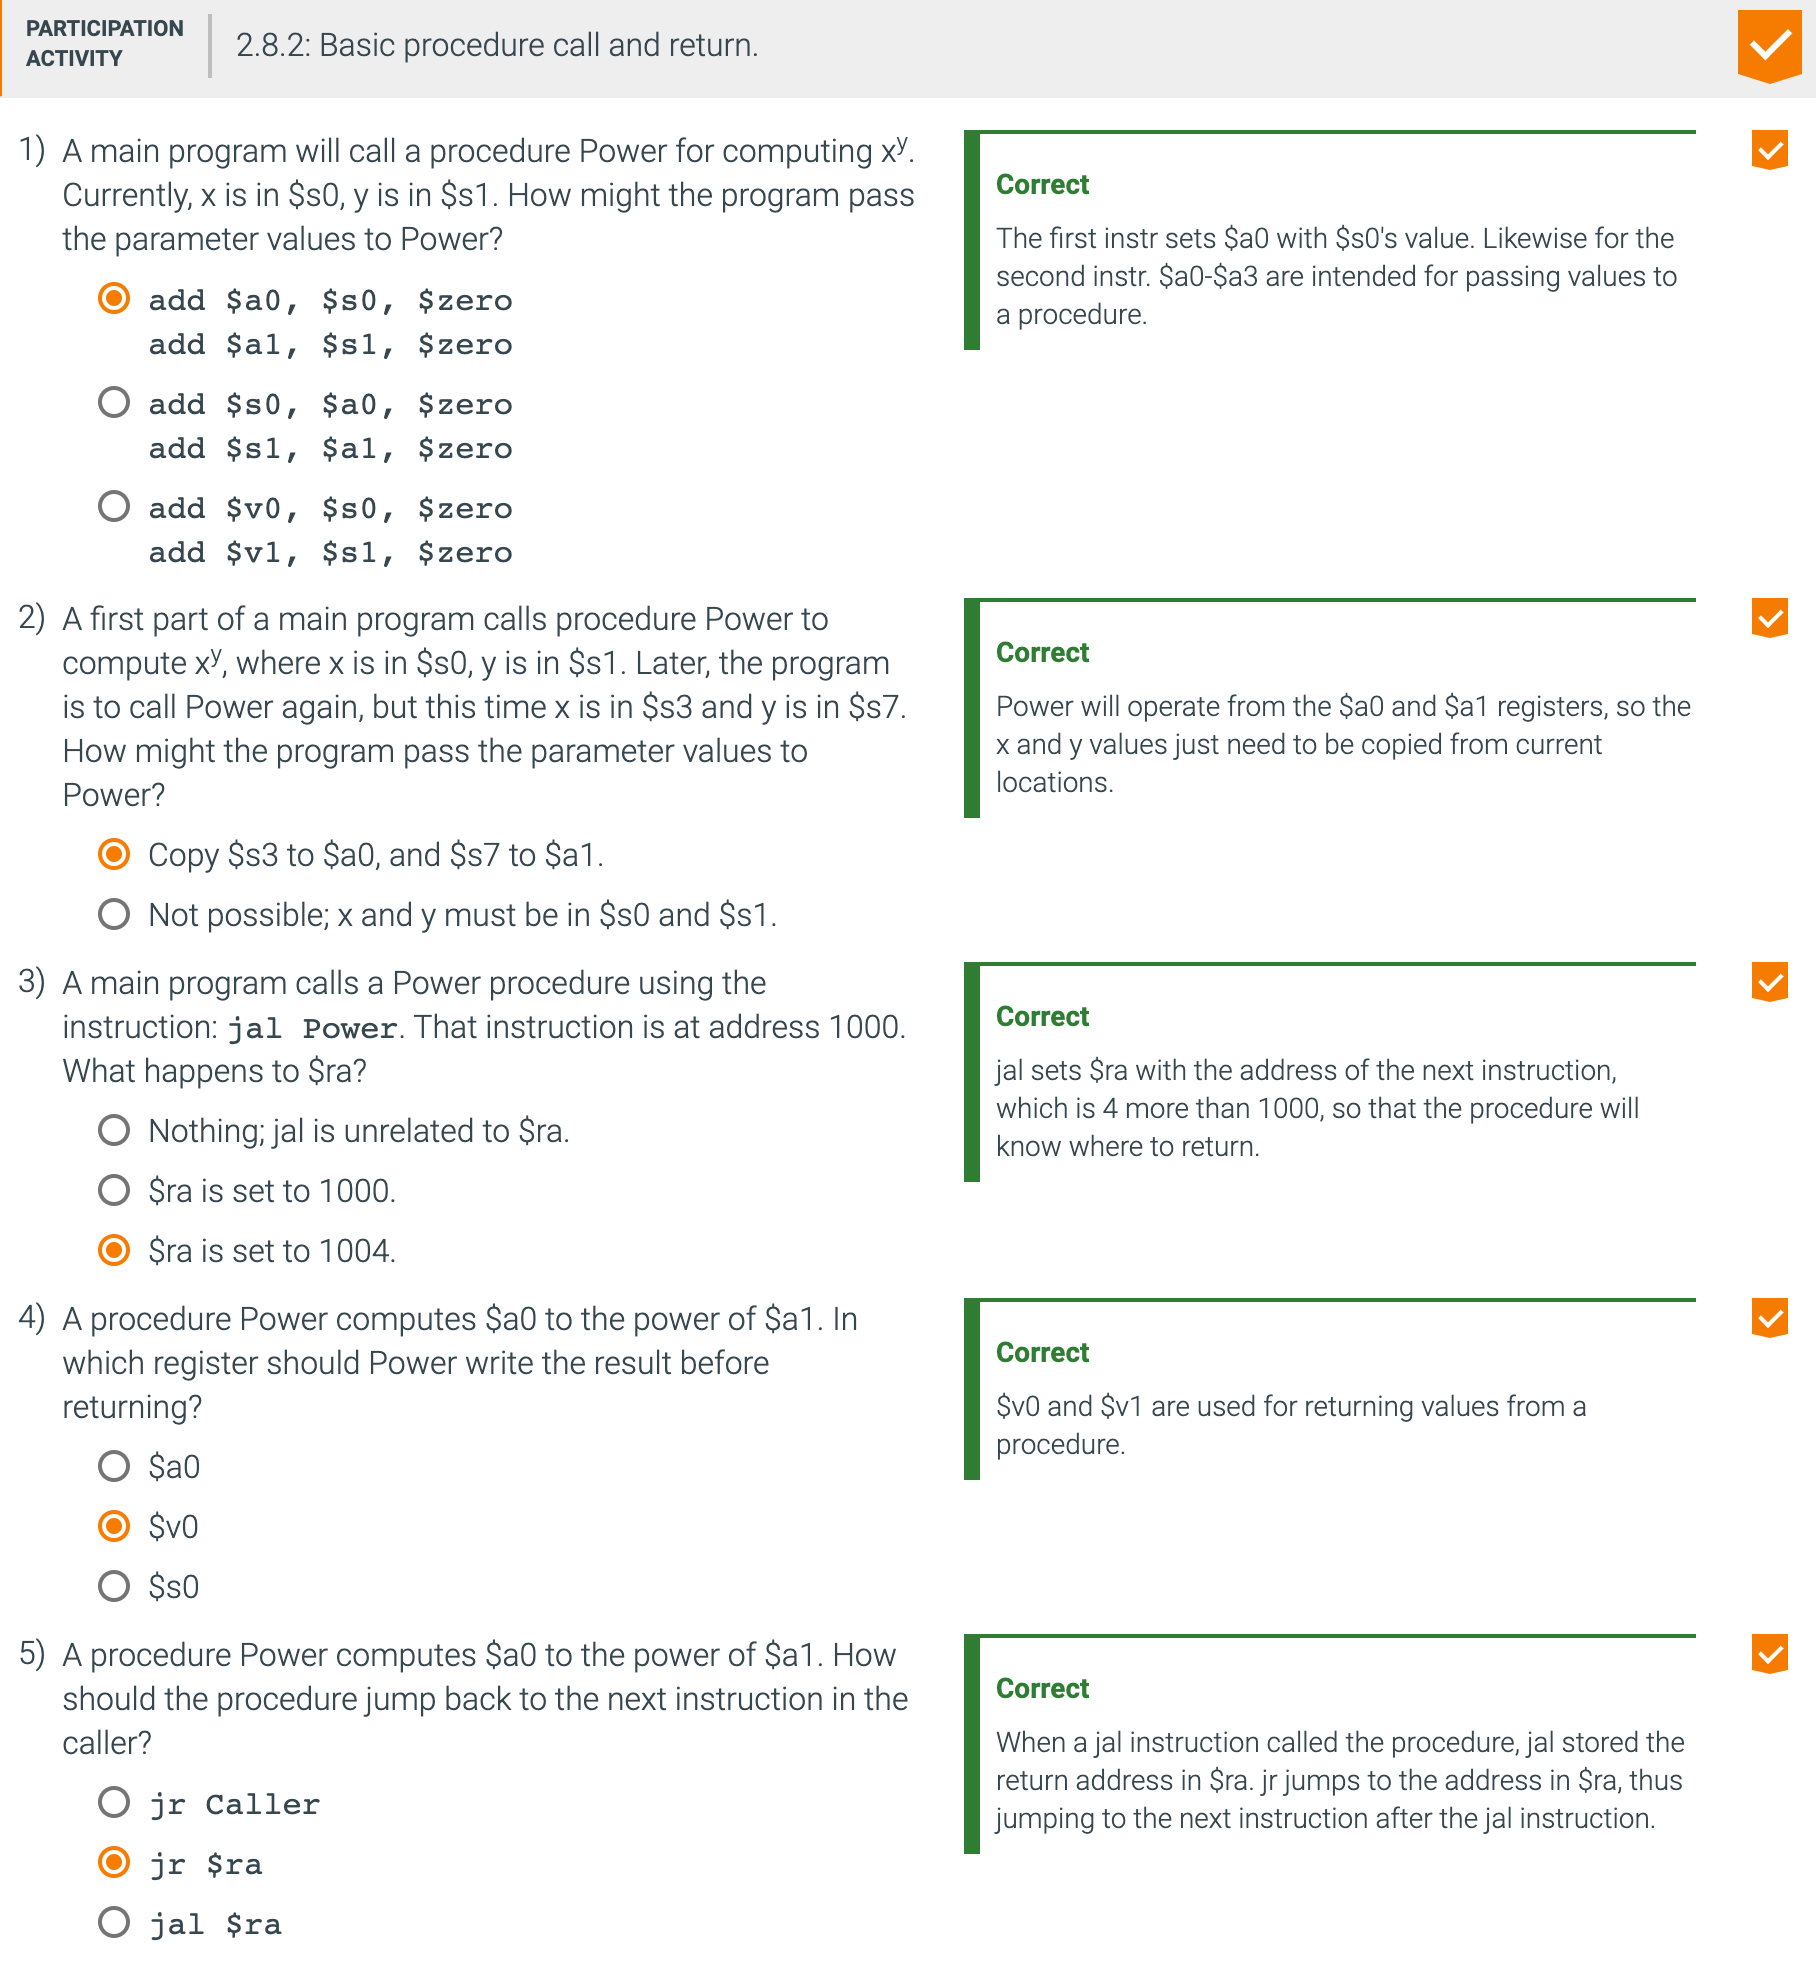 PARTICIPATION
ACTIVITY
2.8.2: Basic procedure call and return.
1) A main program will call a procedure Power for computing xʸ.
Currently, x is in $s0, y is in $s1. How might the program pass
the parameter values to Power?
add $a0, $s0, $zero
add $a1, $s1, $zero
add $s0, $a0, $zero
add $s1, $a1, $zero
add $v0, $s0, $zero
add $v1, $s1, $zero
Correct
The first instr sets $a0 with $s0's value. Likewise for the
second instr. $a0-$a3 are intended for passing values to
a procedure.
2) A first part of a main program calls procedure Power to
compute xʸ, where x is in $s0, y is in $s1. Later, the program
is to call Power again, but this time x is in $s3 and y is in $s7.
How might the program pass the parameter values to
Power?
Copy $s3 to $a0, and $s7 to $a1.
Not possible; x and y must be in $s0 and $s1.
Correct
Power will operate from the $a0 and $a1 registers, so the
x and y values just need to be copied from current
locations.
3) A main program calls a Power procedure using the
instruction: jal Power. That instruction is at address 1000.
What happens to $ra?
Nothing; jal is unrelated to $ra.
$ra is set to 1000.
$ra is set to 1004.
Correct
jal sets $ra with the address of the next instruction,
which is 4 more than 1000, so that the procedure will
know where to return.
4) A procedure Power computes $a0 to the power of $a1. In
which register should Power write the result before
returning?
$a0
$v0
$s0
Correct
$v0 and $v1 are used for returning values from a
procedure.
5) A procedure Power computes $a0 to the power of $a1. How
should the procedure jump back to the next instruction in the
caller?
jr Caller
jr $ra
jal $ra
Correct
When a jal instruction called the procedure, jal stored the
return address in $ra. jr jumps to the address in $ra, thus
jumping to the next instruction after the jal instruction.